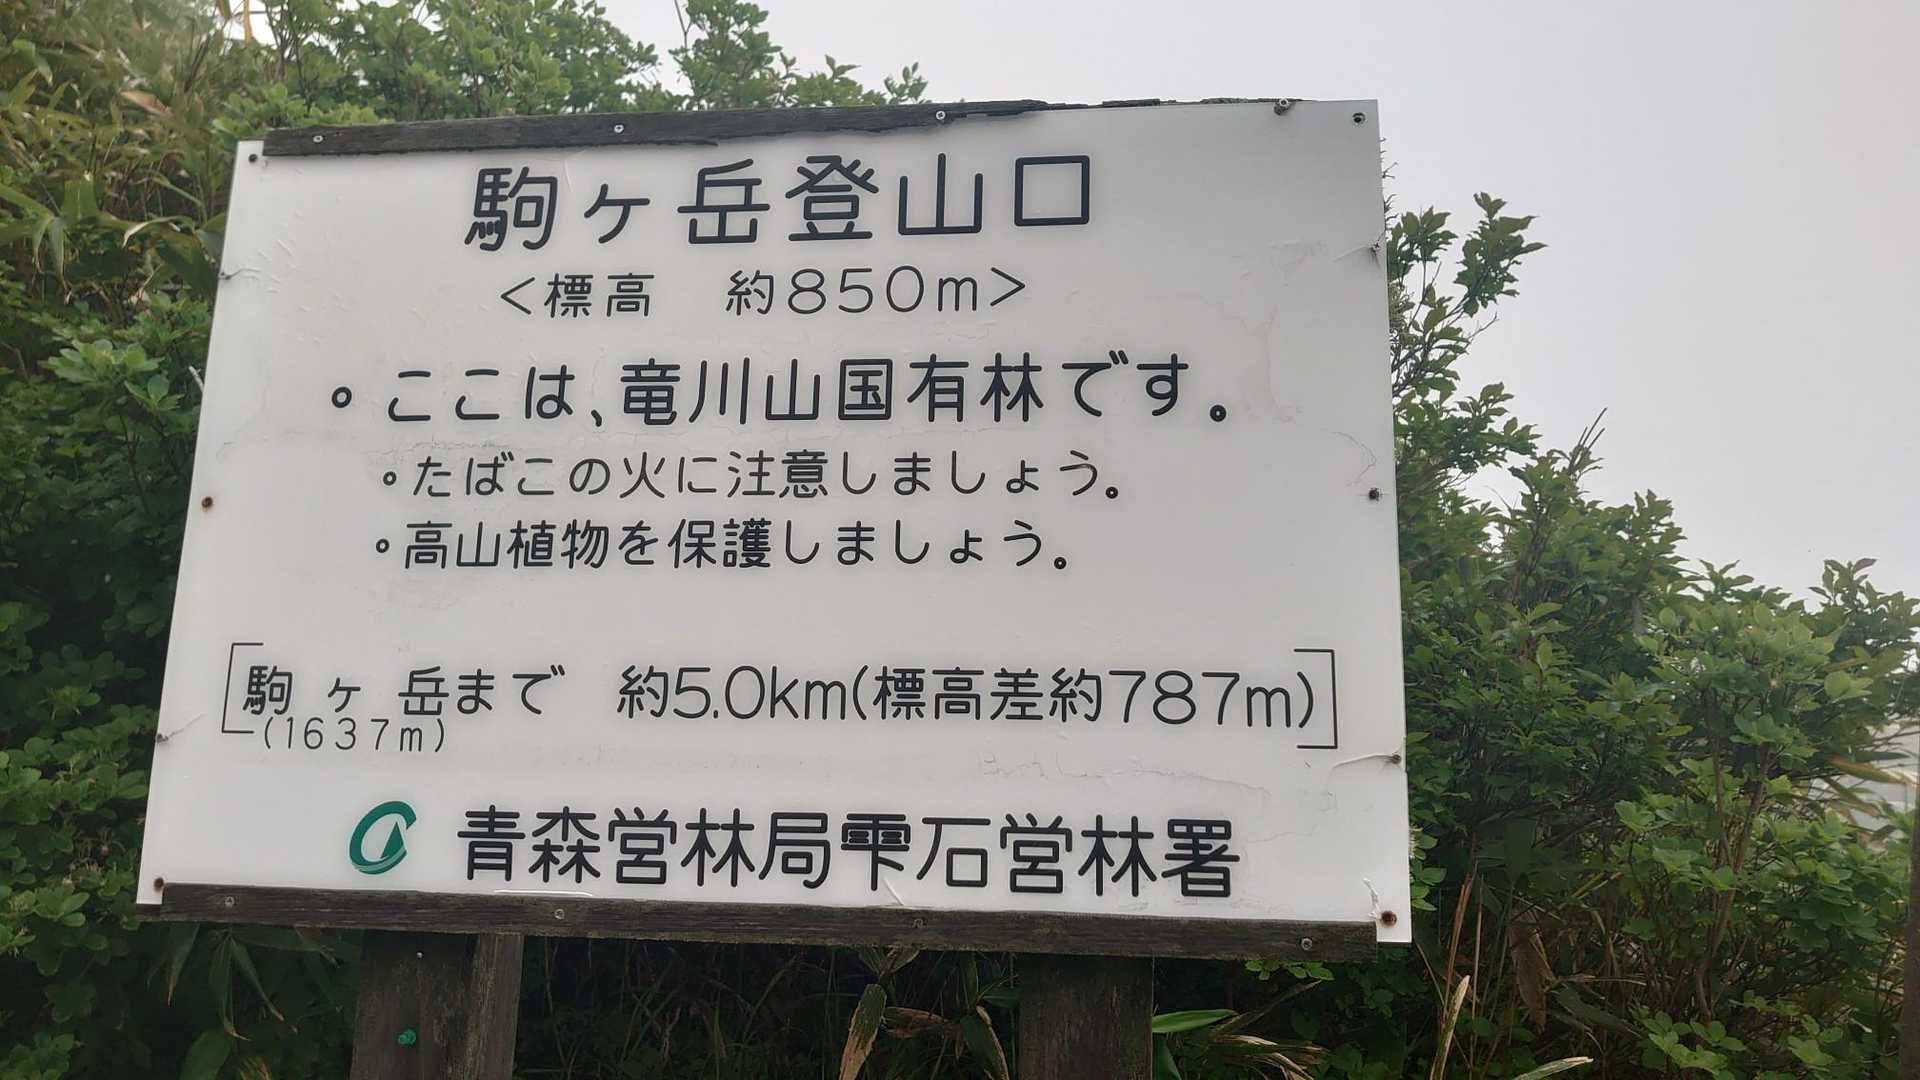 駒ヶ岳登山口
<標高　約850m>
。ここは、竜川山国有林です。
。たばこの火に注意しましょう。
。高山植物を保護しましょう。
[駒ヶ岳まで　約5.0km(標高差約787m)]
(1637m)
青森営林局雫石営林署